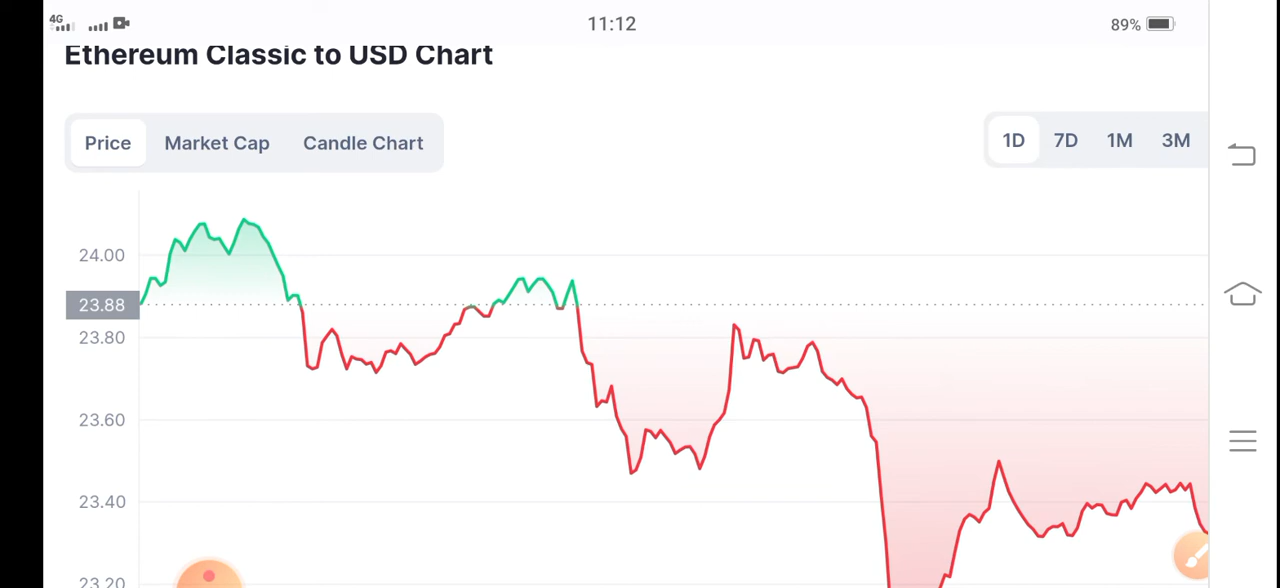 4G
11:12
89%
Ethereum Classic to USD Chart
Price Market Cap Candle Chart
1D 7D 1M 3M
24.00
23.88
23.80
23.60
23.40
23.20